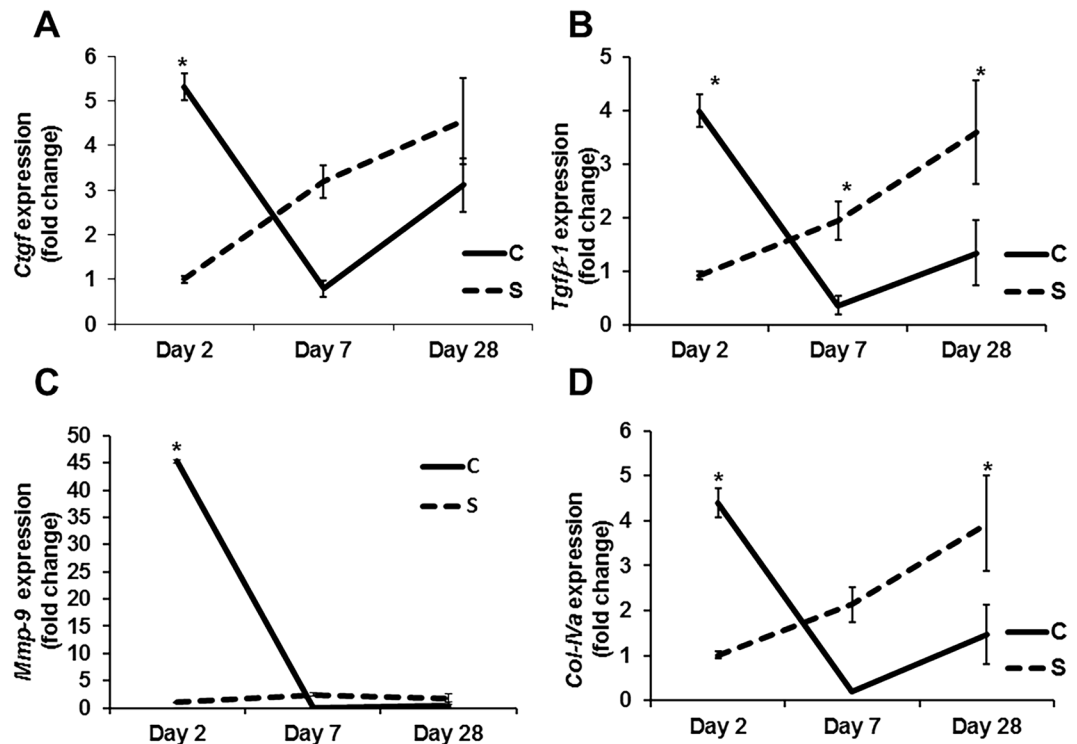 A
Ctgf expression
(fold change)
6
5
4
3
2
1
0
*
C
S
Day 2 Day 7 Day 28
B
Tgfβ-1 expression
(fold change)
5
4
3
2
1
0
*
*
*
C
S
Day 2 Day 7 Day 28
C
Mmp-9 expression
(fold change)
50
45
40
35
30
25
20
15
10
5
0
*
C
S
Day 2 Day 7 Day 28
D
Col-IVa expression
(fold change)
6
5
4
3
2
1
0
*
*
C
S
Day 2 Day 7 Day 28